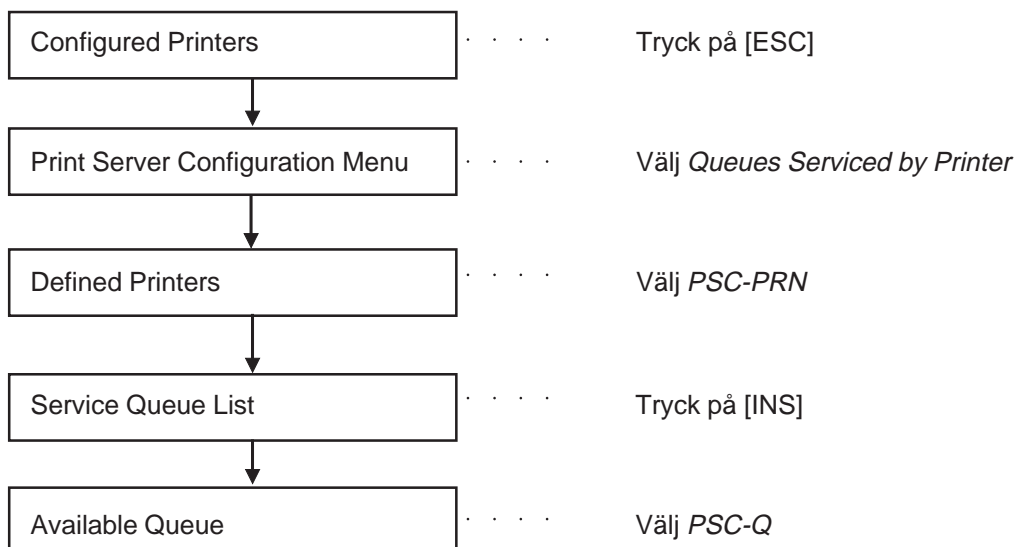 Configured Printers . . . . Tryck på [ESC]
Print Server Configuration Menu . . . . Välj Queues Serviced by Printer
Defined Printers . . . . Välj PSC-PRN
Service Queue List . . . . Tryck på [INS]
Available Queue . . . . Välj PSC-Q